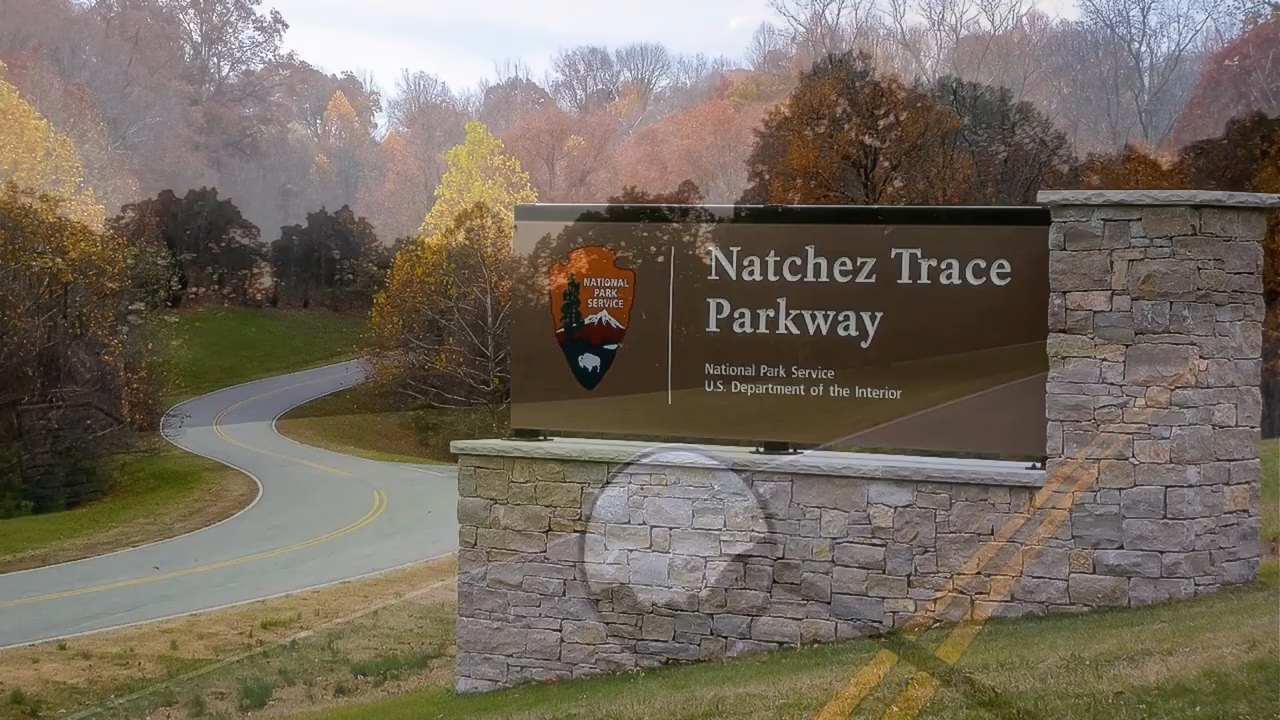 NATIONAL
PARK
SERVICE
Natchez Trace
Parkway
National Park Service
U.S. Department of the Interior